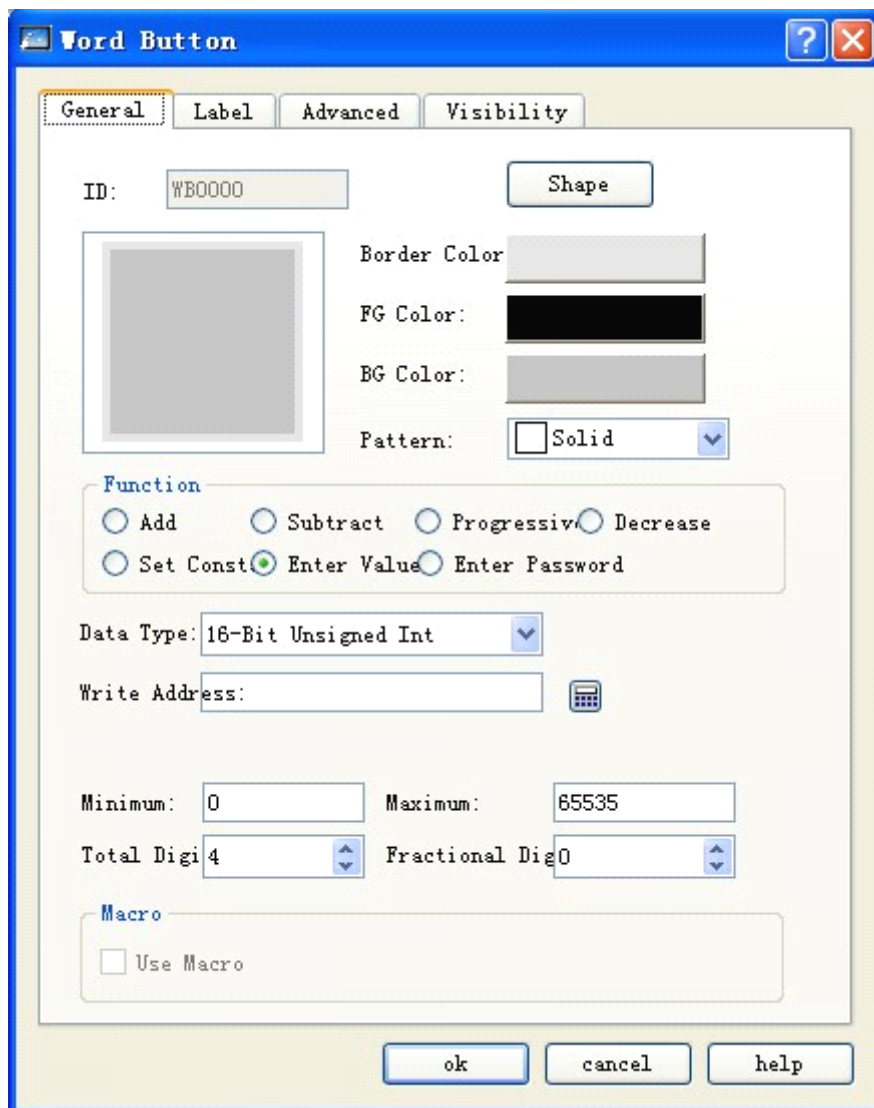 Word Button
General Label Advanced Visibility
ID: WB0000 Shape
Border Color
FG Color:
BG Color:
Pattern: Solid
Function
Add Subtract Progressiv Decrease
Set Const Enter Value Enter Password
Data Type: 16-Bit Unsigned Int
Write Address:
Minimum: 0 Maximum: 65535
Total Digi 4 Fractional Dig 0
Macro
Use Macro
ok cancel help